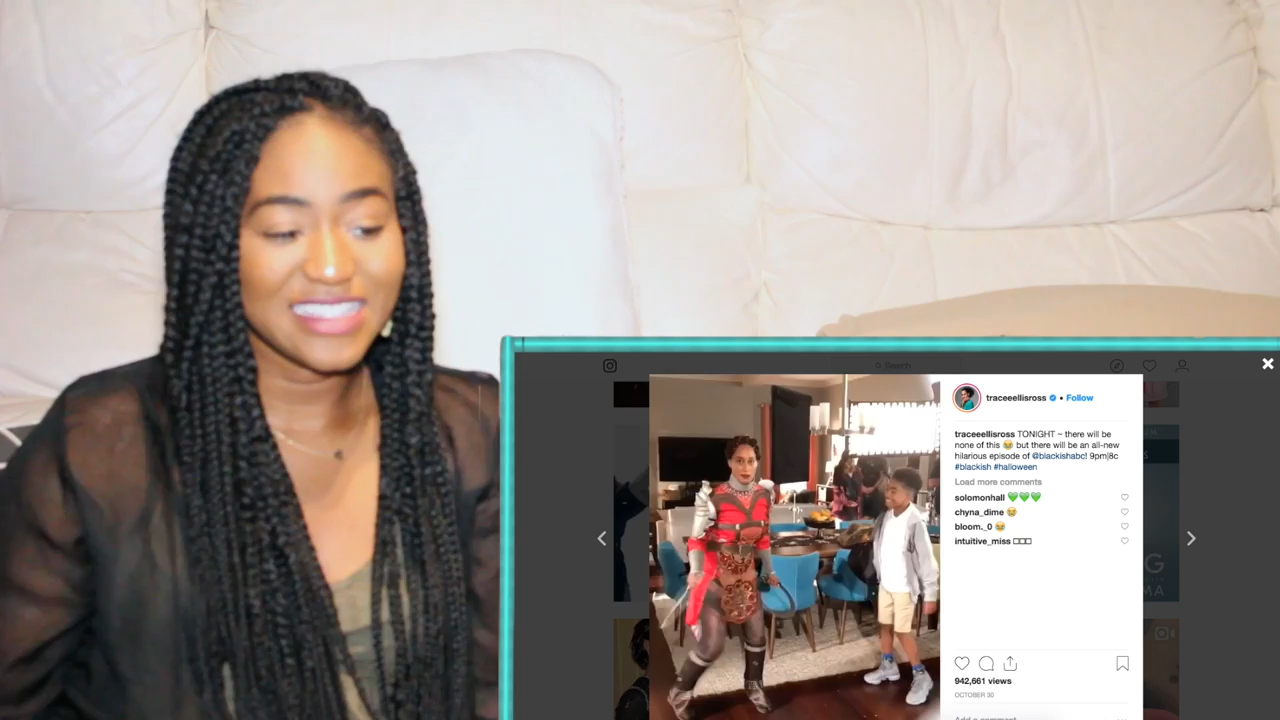 Search
traceeellisross • Follow
traceeellisross TONIGHT ~ there will be
none of this 😂 but there will be an all-new
hilarious episode of @blackishabc! 9pm|8c
#blackish #halloween
Load more comments
solomonhall 💚💚💚
chyna_dime 😂
bloom._0 😂
intuitive_miss □□□
G
MA
942,661 views
OCTOBER 30
Add a comment...